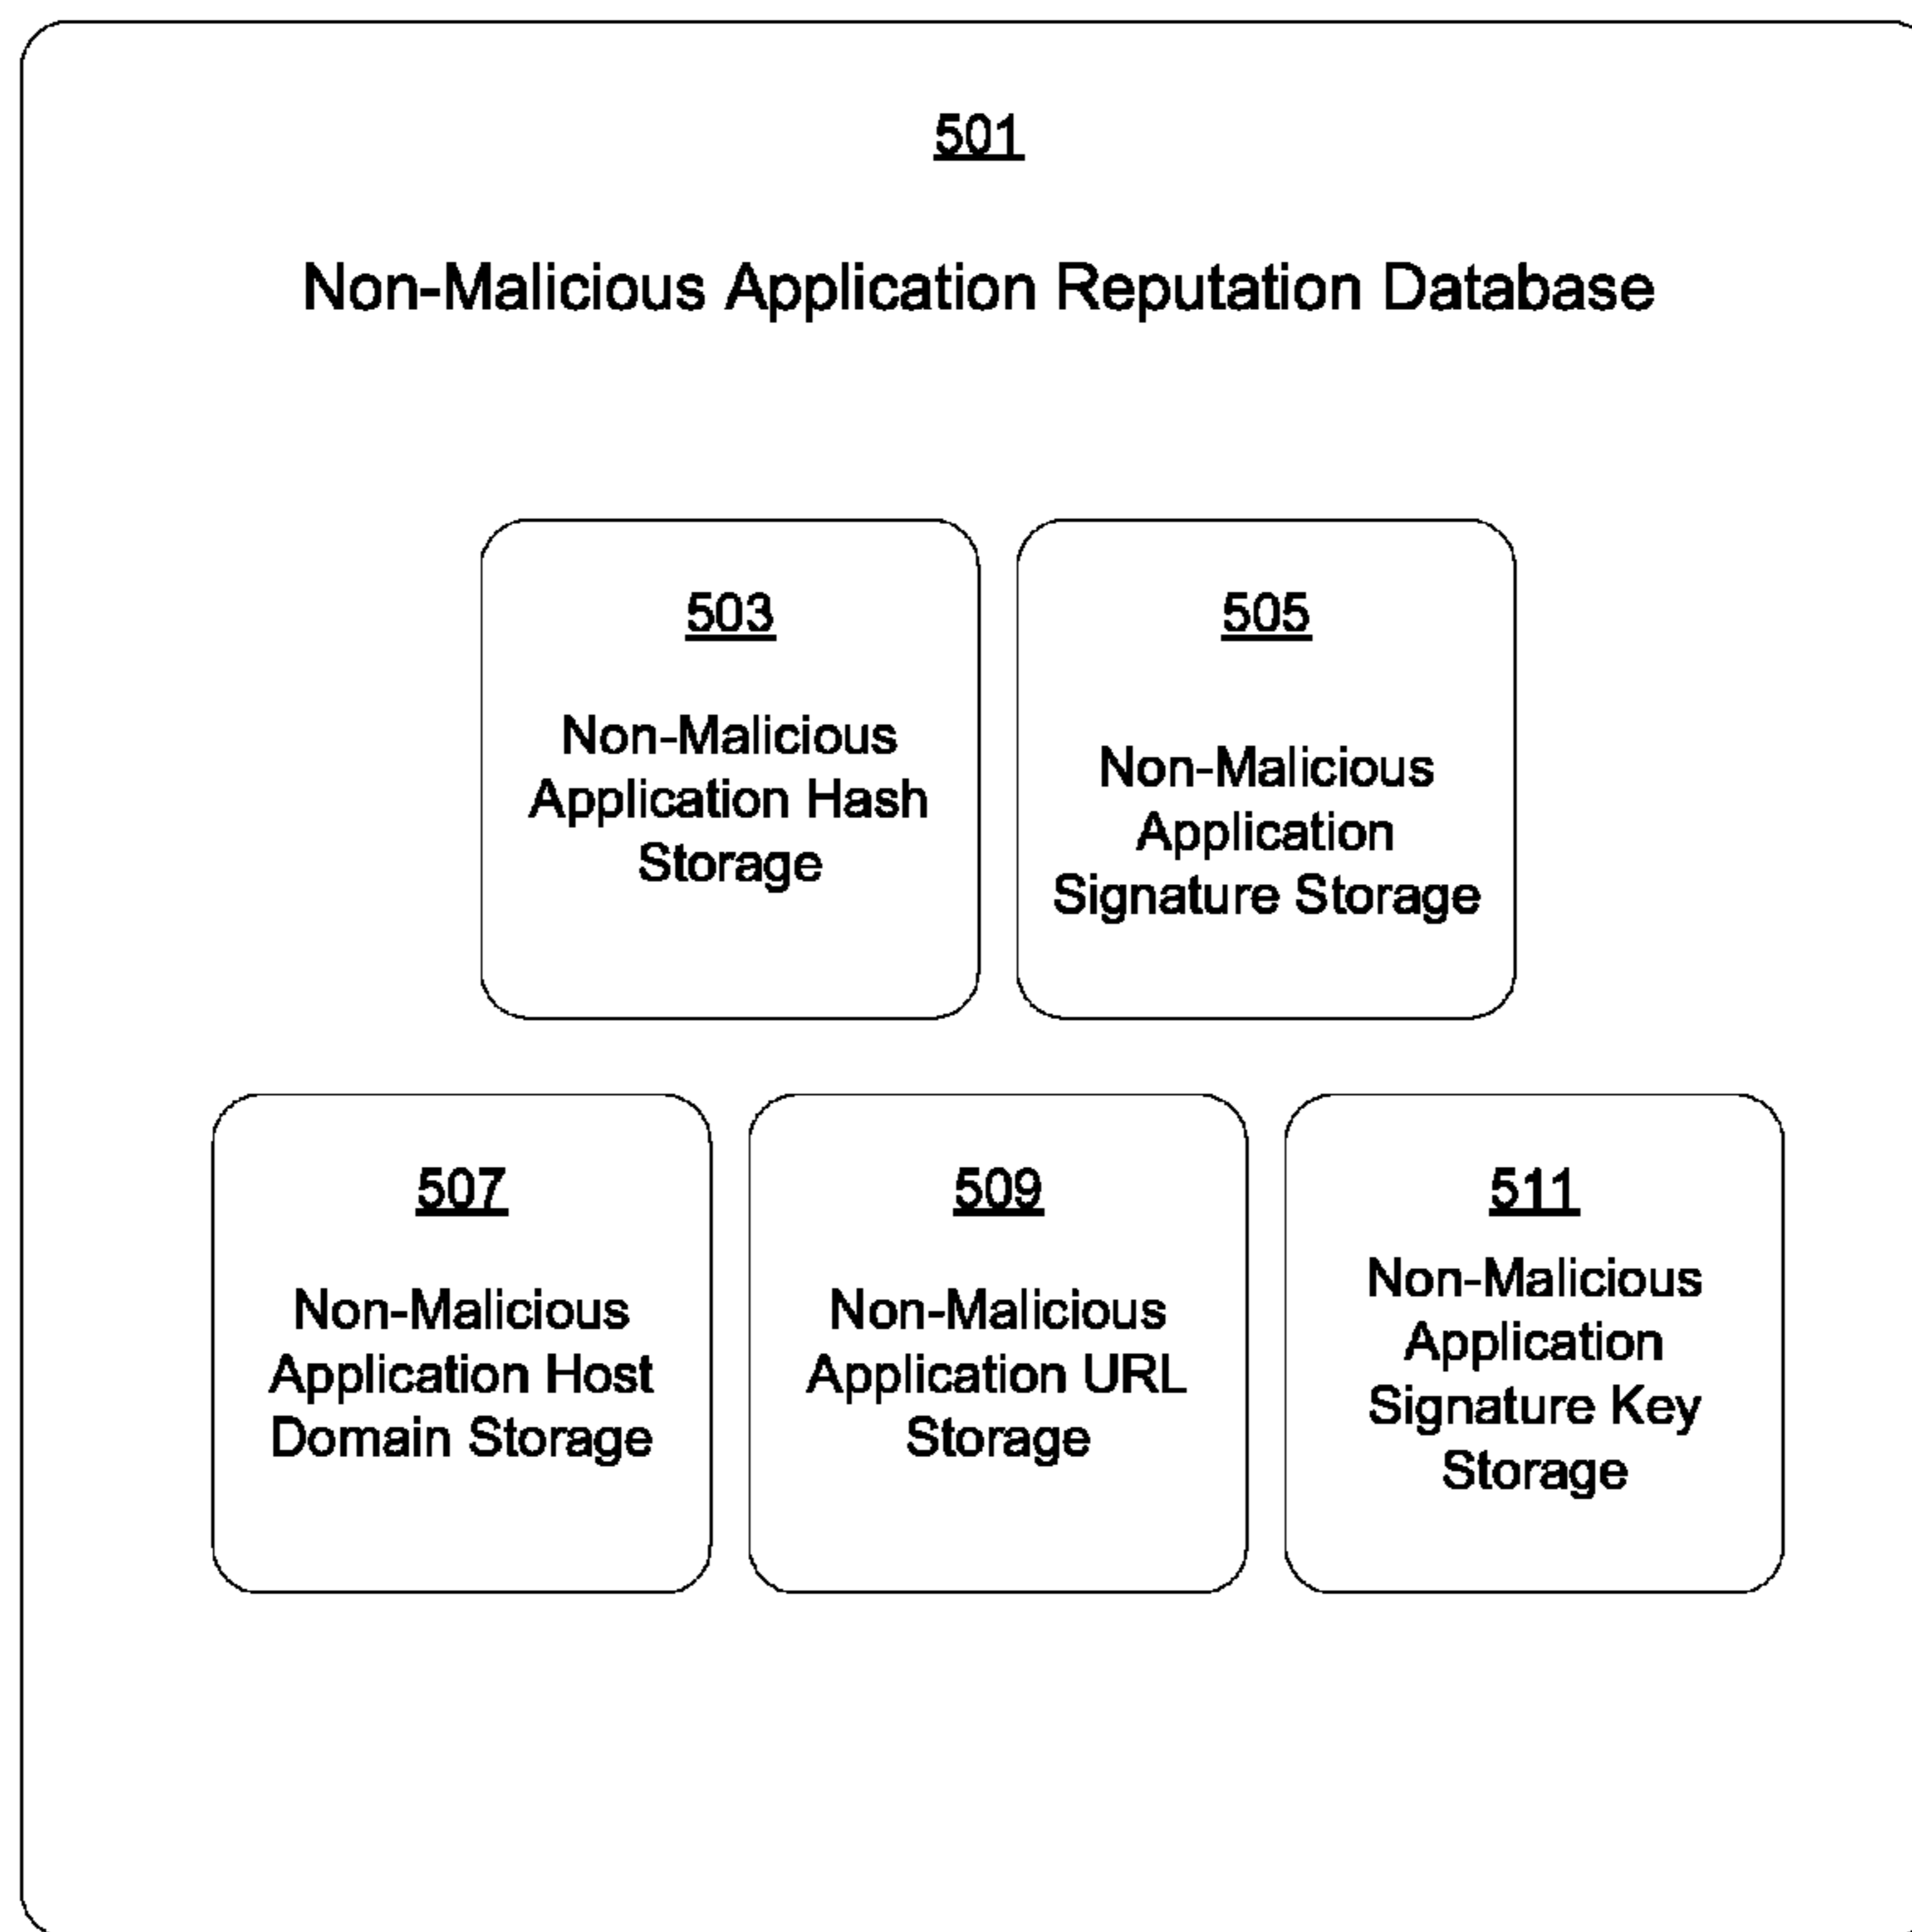 501
Non-Malicious Application Reputation Database
503
Non-Malicious
Application Hash
Storage
505
Non-Malicious
Application
Signature Storage
507
Non-Malicious
Application Host
Domain Storage
509
Non-Malicious
Application URL
Storage
511
Non-Malicious
Application
Signature Key
Storage